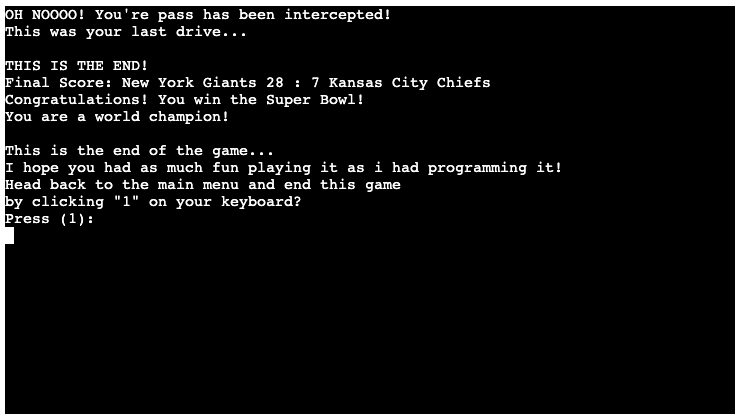 OH NOOOO! You're pass has been intercepted!
This was your last drive...
THIS IS THE END!
Final Score: New York Giants 28 : 7 Kansas City Chiefs
Congratulations! You win the Super Bowl!
You are a world champion!
This is the end of the game...
I hope you had as much fun playing it as i had programming it!
Head back to the main menu and end this game
by clicking "1" on your keyboard?
Press (1):